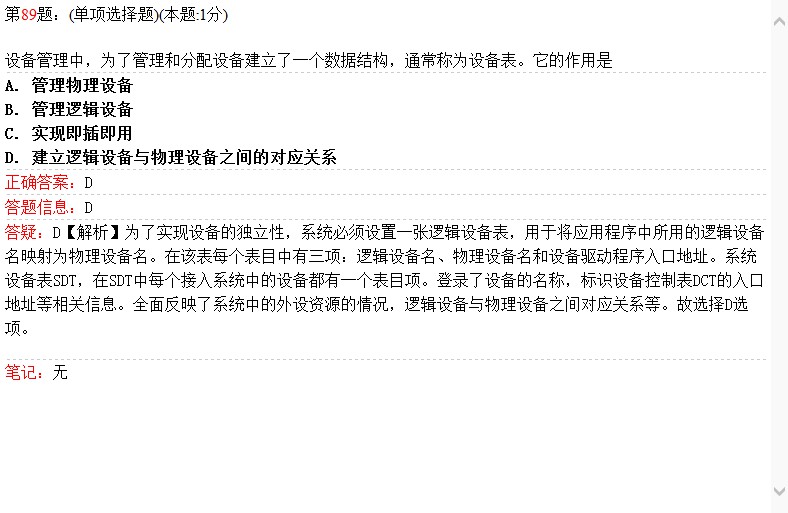 第89题: (单项选择题)(本题:1分)
设备管理中，为了管理和分配设备建立了一个数据结构，通常称为设备表。它的作用是
A. 管理物理设备
B. 管理逻辑设备
C. 实现即插即用
D. 建立逻辑设备与物理设备之间的对应关系
正确答案: D
答题信息: D
答疑: D【解析】为了实现设备的独立性，系统必须设置一张逻辑设备表，用于将应用程序中所用的逻辑设备
名映射为物理设备名。在该表每个表目中有三项: 逻辑设备名、物理设备名和设备驱动程序入口地址。系统
设备表SDT，在SDT中每个接入系统中的设备都有一个表目项。登录了设备的名称，标识设备控制表DCT的入口
地址等相关信息。全面反映了系统中的外设资源的情况，逻辑设备与物理设备之间对应关系等。故选择D选
项。
笔记: 无